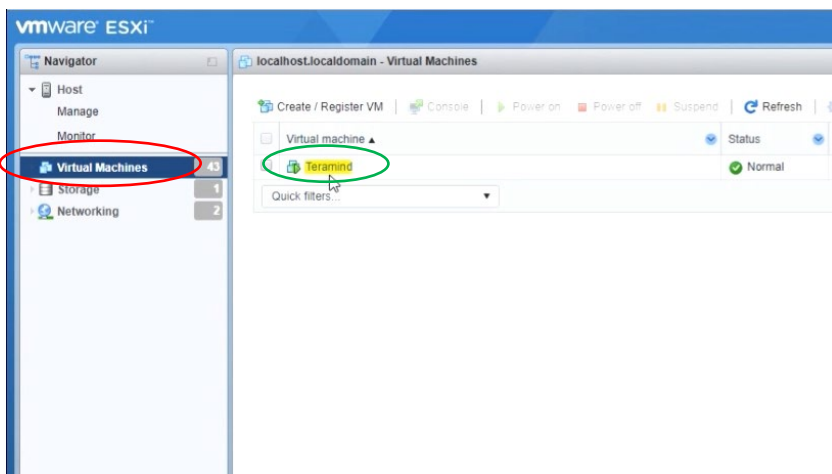 vmware ESXi™
Navigator
Host
Manage
Monitor
Virtual Machines 43
Storage 1
Networking 2
localhost.localdomain - Virtual Machines
Create / Register VM | Console | Power on Power off Suspend | Refresh |
Virtual machine ▲ Status
Teramind Normal
Quick filters...